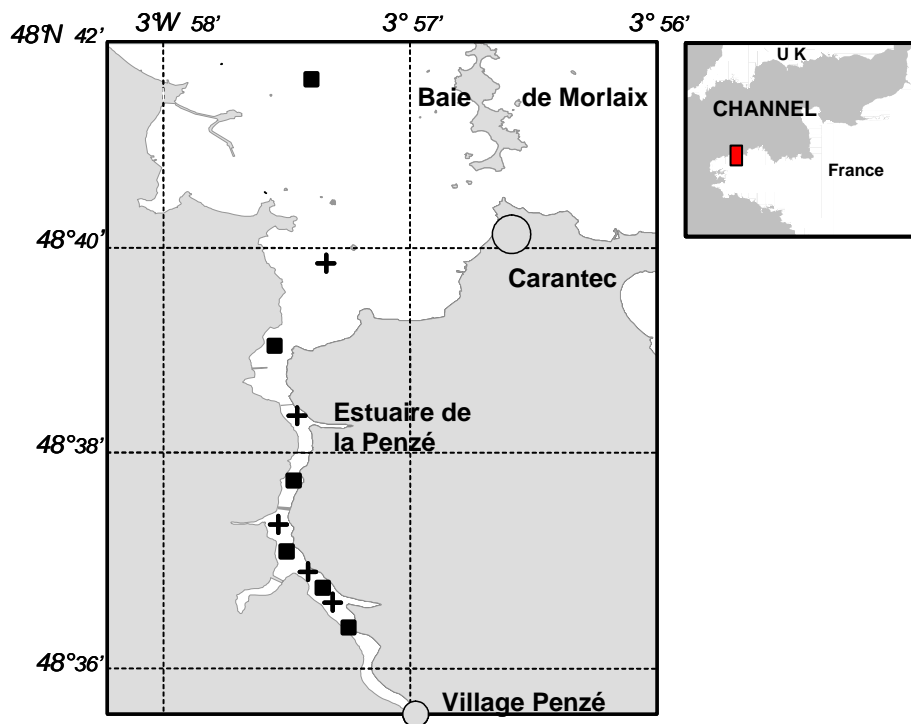 48°N 42' 3°W 58' 3°57' 3°56'
Baie de Morlaix
48°40'
Carantec
Estuaire de
la Penzé
48°38'
48°36'
Village Penzé
U K
CHANNEL
France